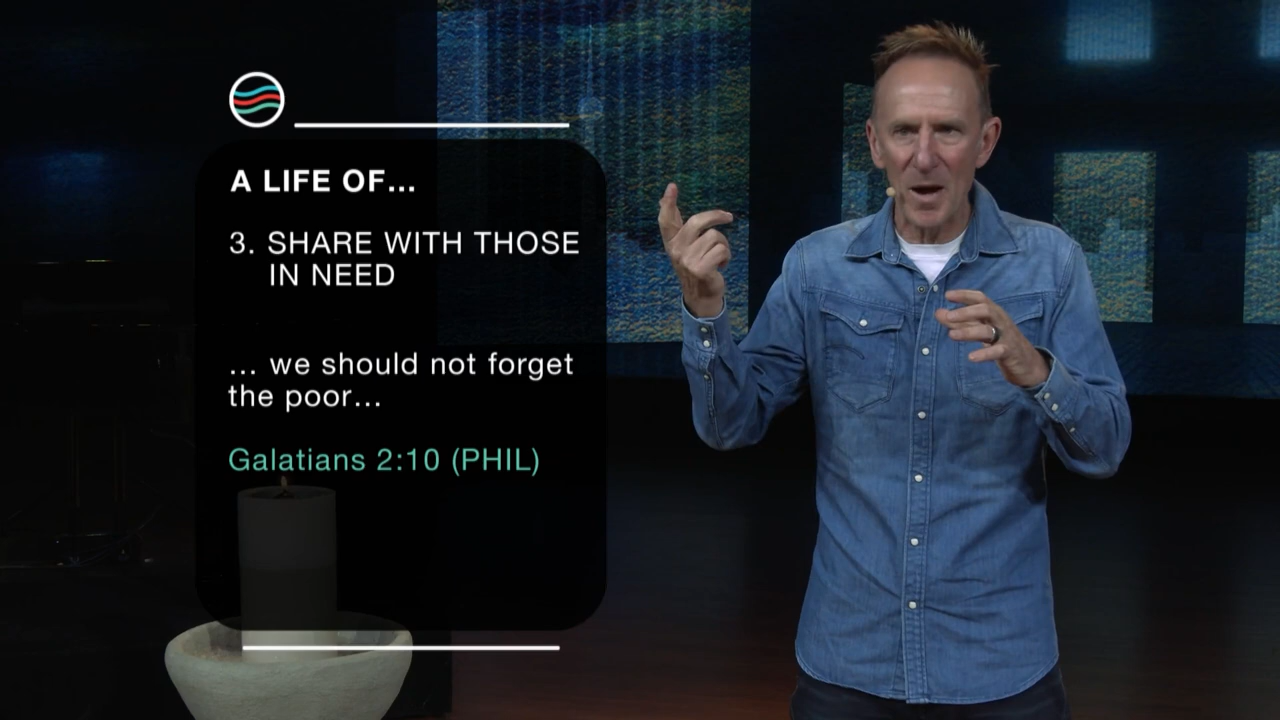 A LIFE OF...
3. SHARE WITH THOSE
IN NEED
... we should not forget
the poor...
Galatians 2:10 (PHIL)